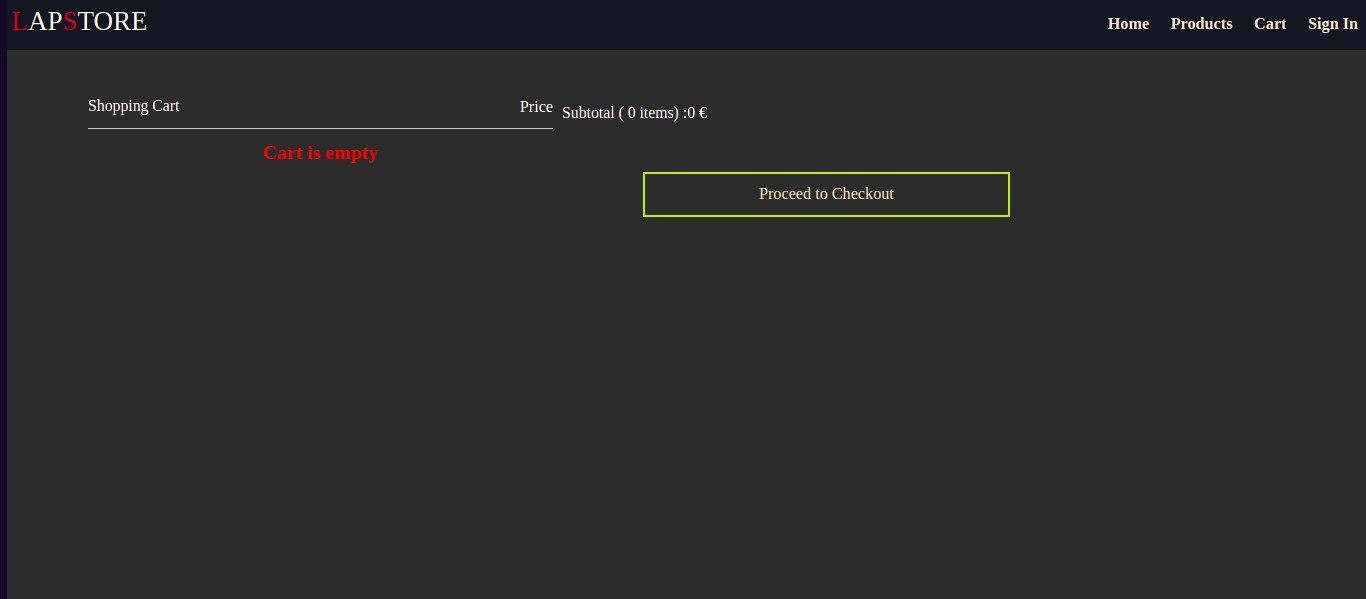 LAPSTORE
Home Products Cart Sign In
Shopping Cart Price
Subtotal ( 0 items) :0 €
Cart is empty
Proceed to Checkout